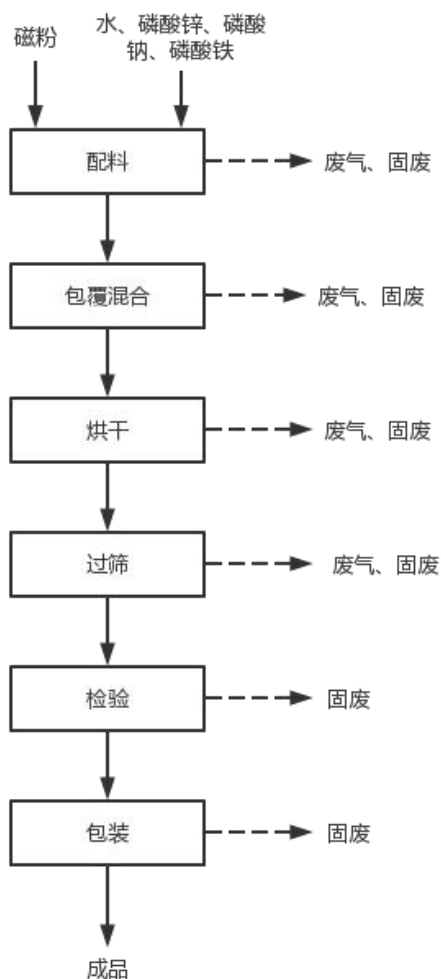 磁粉
水、磷酸锌、磷酸
钠、磷酸铁
配料
废气、固废
包覆混合
废气、固废
烘干
废气、固废
过筛
废气、固废
检验
固废
包装
固废
成品